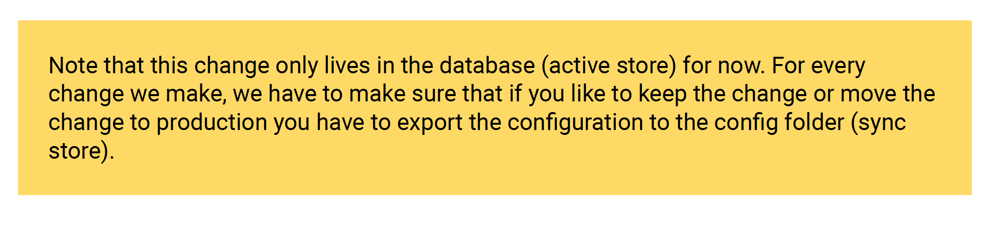 Note that this change only lives in the database (active store) for now. For every
change we make, we have to make sure that if you like to keep the change or move the
change to production you have to export the configuration to the config folder (sync
store).